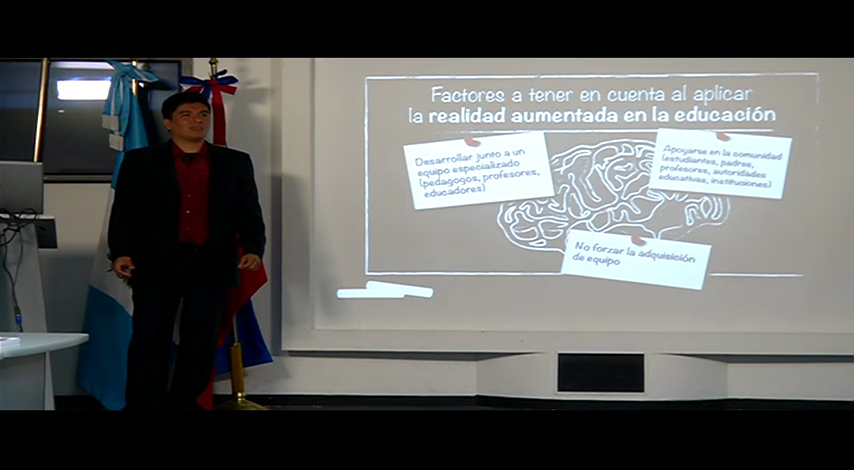 Factores a tener en cuenta al aplicar
la realidad aumentada en la educación
Desarrollar junto a un
equipo especializado
(pedagogos, profesores,
educadores)
Apoyarse en la comunidad
(estudiantes, padres,
profesores, autoridades
educativas, instituciones)
No forzar la adquisición
de equipo